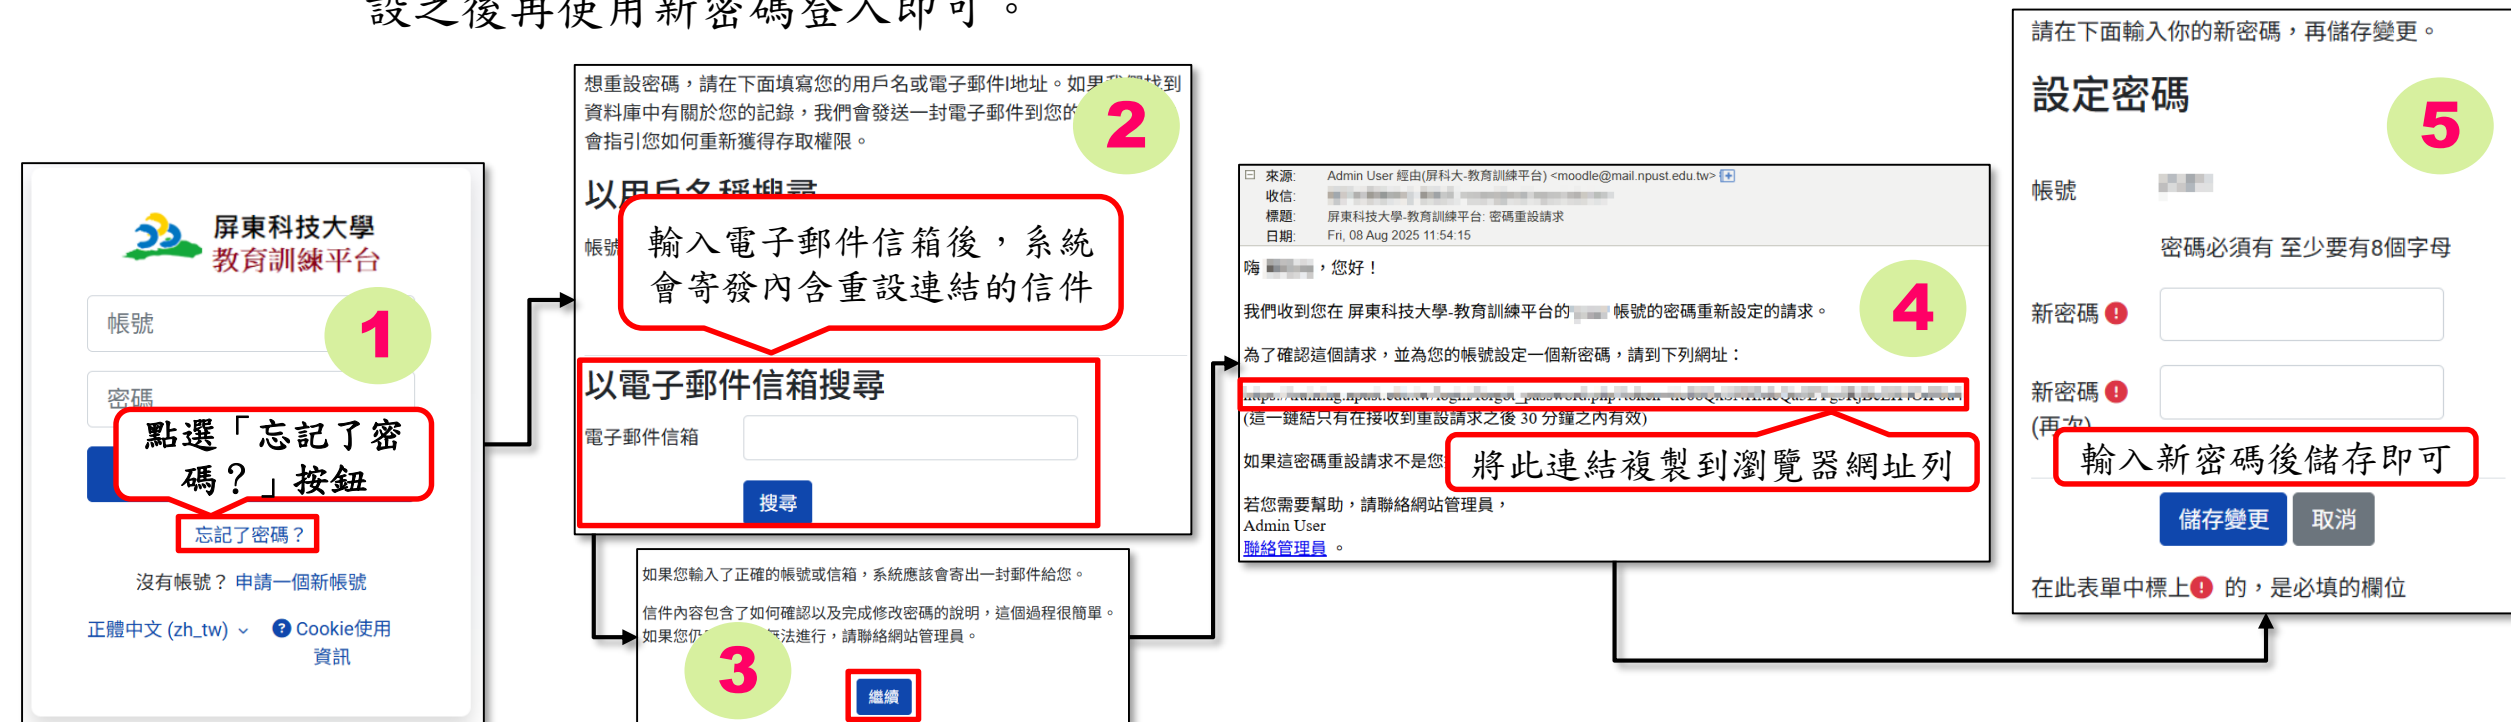 設之後再使用新密碼登入即可。
1
屏東科技大學
教育訓練平台
帳號
密碼
點選「忘記了密
碼？」按鈕
忘記了密碼？
沒有帳號？ 申請一個新帳號
正體中文 (zh_tw)
Cookie使用
資訊
2
想重設密碼，請在下面填寫您的用戶名或電子郵件I地址。如果
找到
資料庫中有關於您的記錄，我們會發送一封電子郵件到您的
會指引您如何重新獲得存取權限。
以用戶名稱搜尋
帳號
輸入電子郵件信箱後，系統
會寄發內含重設連結的信件
以電子郵件信箱搜尋
電子郵件信箱
搜尋
3
如果您輸入了正確的帳號或信箱，系統應該會寄出一封郵件給您。
信件內容包含了如何確認以及完成修改密碼的說明，這個過程很簡單。
如果您仍
無法進行，請聯絡網站管理員。
繼續
4
來源: Admin User 經由(屏科大-教育訓練平台) <moodle@mail.npust.edu.tw>
收信:
標題: 屏東科技大學-教育訓練平台: 密碼重設請求
日期: Fri, 08 Aug 2025 11:54:15
嗨 ，您好！
我們收到您在 屏東科技大學-教育訓練平台的 帳號的密碼重新設定的請求。
為了確認這個請求，並為您的帳號設定一個新密碼，請到下列網址：
(這一鏈結只有在接收到重設請求之後 30 分鐘之內有效)
如果這密碼重設請求不是您
將此連結複製到瀏覽器網址列
若您需要幫助，請聯絡網站管理員，
Admin User
聯絡管理員 。
5
請在下面輸入你的新密碼，再儲存變更。
設定密碼
帳號
密碼必須有 至少要有8個字母
新密碼
新密碼
(再次)
輸入新密碼後儲存即可
儲存變更 取消
在此表單中標上 的，是必填的欄位